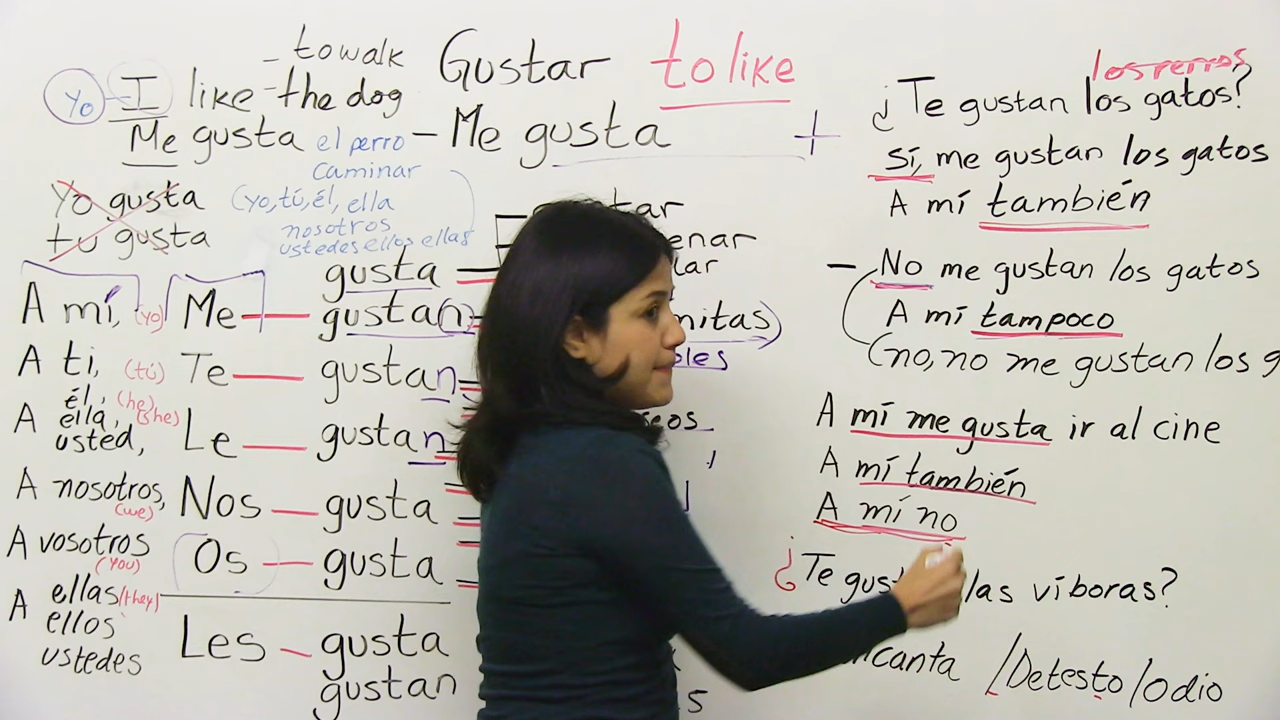 - to walk
Yo I like - the dog
Me gusta el perro
caminar
Yo gusta
tú gusta
(yo, tú, él, ella
nosotros
ustedes ellos ellas
Gustar to like
- Me gusta +
A mí, (yo) Me — gusta
gustan
A ti, (tú) Te — gustan
A él, (he)
ella, (she)
usted, Le — gustan
A nosotros, (we) Nos — gusta
A vosotros (you) Os — gusta
A ellas (they)
ellos
ustedes
Les — gusta
gustan
los perros
¿Te gustan los gatos?
sí, me gustan los gatos
A mí también
- No me gustan los gatos
A mí tampoco
(no, no me gustan los g
A mí me gusta ir al cine
A mí también
A mí no
¿Te las víboras?
/Detesto/odio